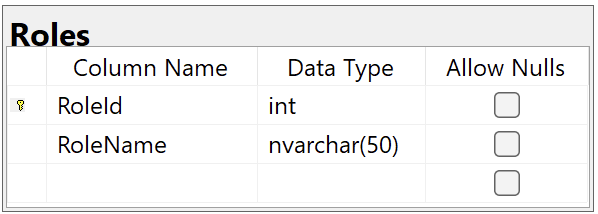 Roles
Column Name Data Type Allow Nulls
RoleId int
RoleName nvarchar(50)